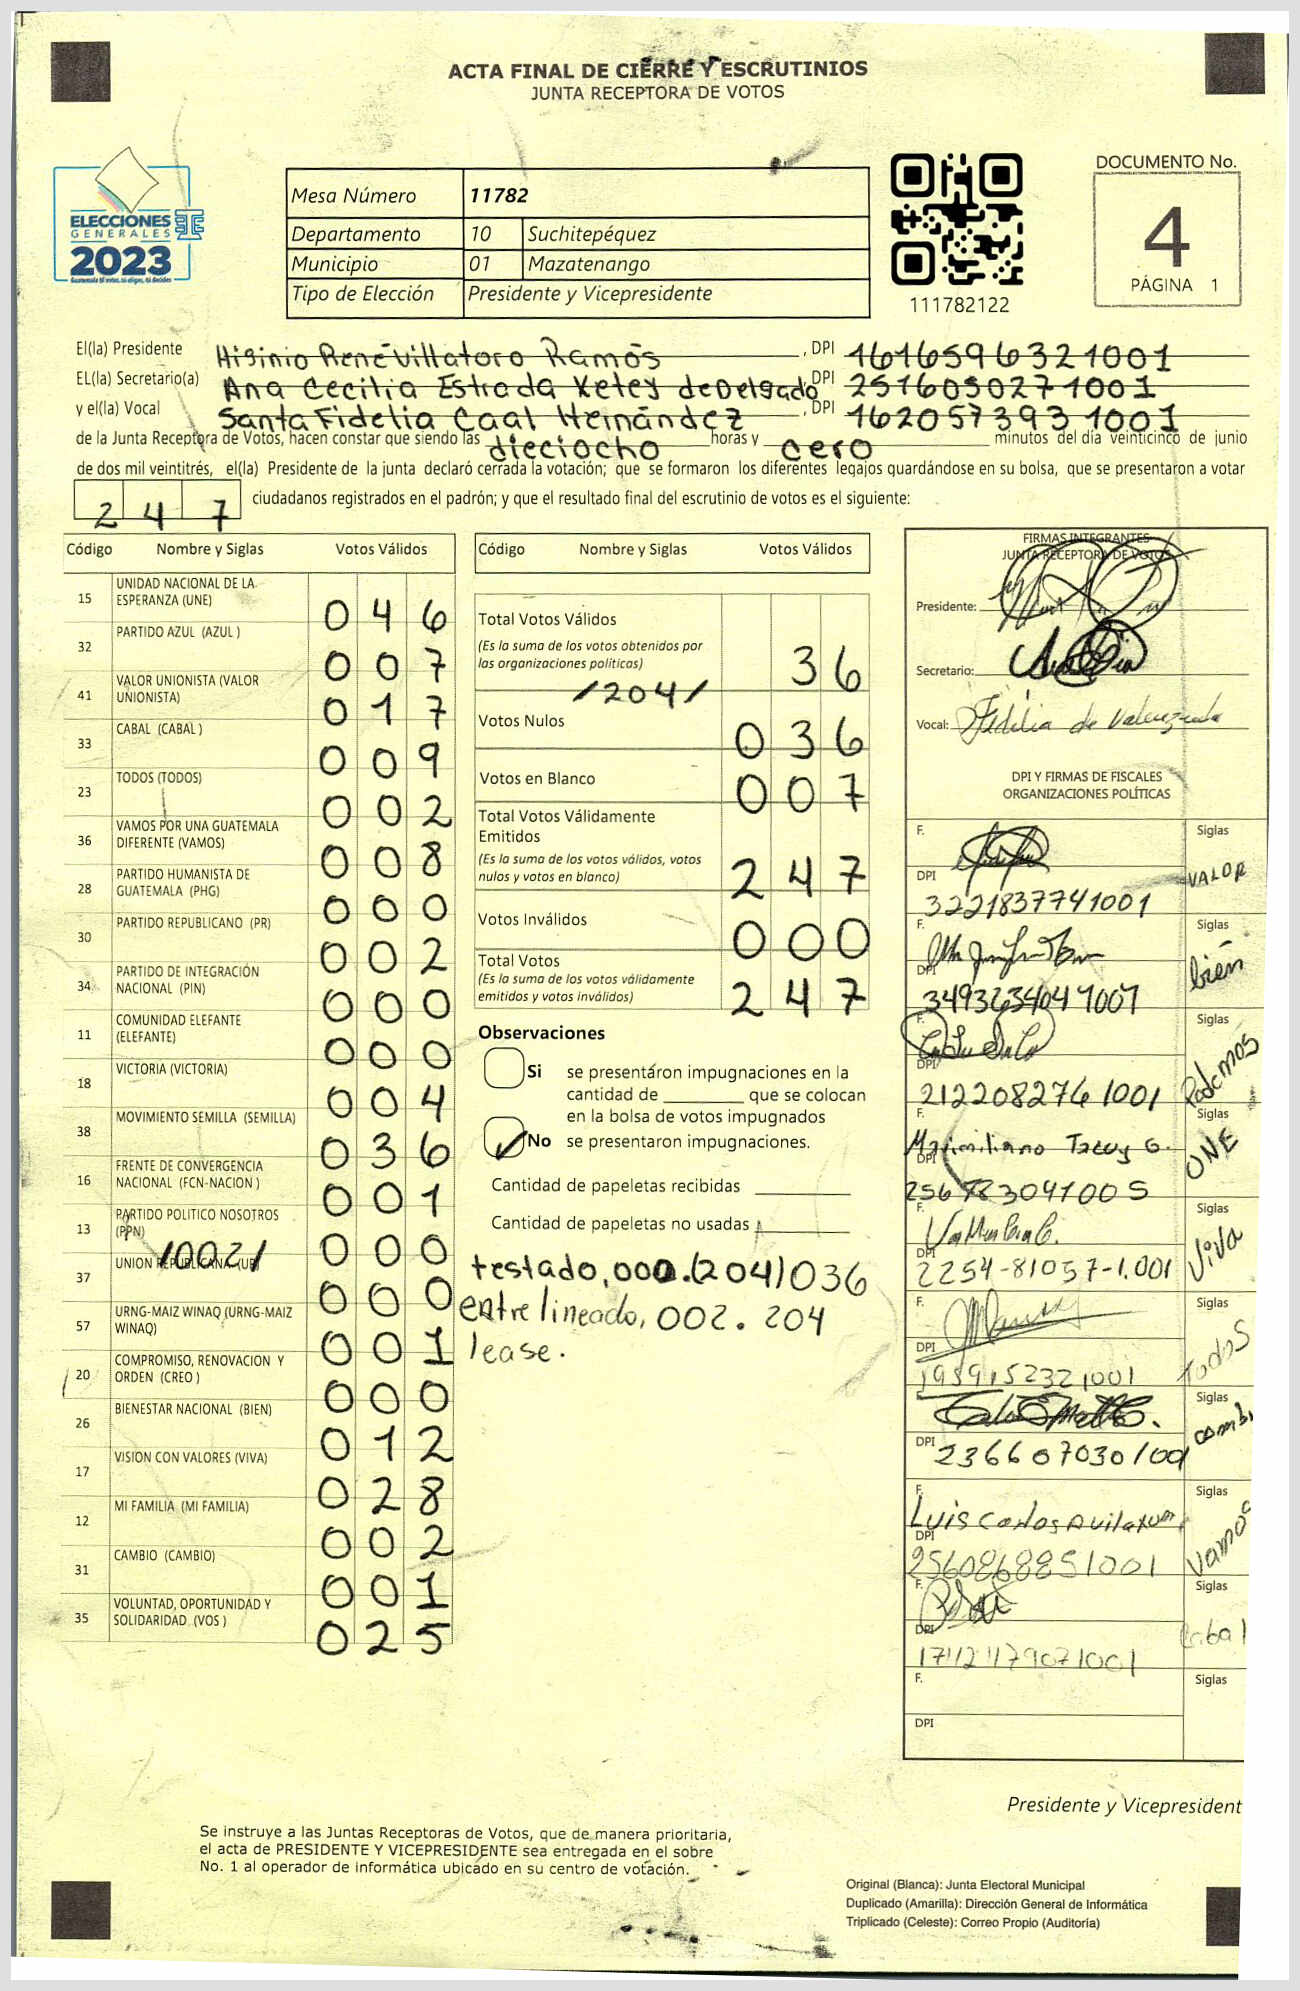 ACTA FINAL DE CIERRE Y ESCRUTINIOS
JUNTA RECEPTORA DE VOTOS
ELECCIONES
GENERALES
2023
Mesa Número 11782
Departamento 10 Suchitepéquez
Municipio 01 Mazatenango
Tipo de Elección Presidente y Vicepresidente
111782122
DOCUMENTO No.
4
PÁGINA 1
El(la) Presidente Higinio René Villatoro Ramos, DPI 1616596321001
EL(la) Secretario(a) Ana Cecilia Estrada Xetey de Delgado DPI 2516050271001
y el(la) Vocal Santa Fidelia Caal Hernández, DPI 1620573931001
de la Junta Receptora de Votos, hacen constar que siendo las dieciocho horas y cero minutos del día veinticinco de junio
de dos mil veintitrés, el(la) Presidente de la junta declaró cerrada la votación; que se formaron los diferentes legajos quardándose en su bolsa, que se presentaron a votar
247 ciudadanos registrados en el padrón; y que el resultado final del escrutinio de votos es el siguiente:
Código Nombre y Siglas Votos Válidos
15 UNIDAD NACIONAL DE LA ESPERANZA (UNE) 046
32 PARTIDO AZUL (AZUL ) 007
41 VALOR UNIONISTA (VALOR UNIONISTA) 017
33 CABAL (CABAL ) 009
23 TODOS (TODOS) 002
36 VAMOS POR UNA GUATEMALA DIFERENTE (VAMOS) 008
28 PARTIDO HUMANISTA DE GUATEMALA (PHG) 000
30 PARTIDO REPUBLICANO (PR) 002
34 PARTIDO DE INTEGRACIÓN NACIONAL (PIN) 000
11 COMUNIDAD ELEFANTE (ELEFANTE) 000
18 VICTORIA (VICTORIA) 004
38 MOVIMIENTO SEMILLA (SEMILLA) 036
16 FRENTE DE CONVERGENCIA NACIONAL (FCN-NACION ) 001
13 PARTIDO POLITICO NOSOTROS (PPN) 000
/002/
37 UNION REPUBLICANA (UR) 000
57 URNG-MAIZ WINAQ (URNG-MAIZ WINAQ) 001
20 COMPROMISO, RENOVACION Y ORDEN (CREO ) 000
26 BIENESTAR NACIONAL (BIEN) 012
17 VISION CON VALORES (VIVA) 028
12 MI FAMILIA (MI FAMILIA) 002
31 CAMBIO (CAMBIO) 001
35 VOLUNTAD, OPORTUNIDAD Y SOLIDARIDAD (VOS ) 025
Código Nombre y Siglas Votos Válidos
Total Votos Válidos
(Es la suma de los votos obtenidos por
las organizaciones políticas) 36
/204/
Votos Nulos 036
Votos en Blanco 007
Total Votos Válidamente
Emitidos
(Es la suma de los votos válidos, votos
nulos y votos en blanco) 247
Votos Inválidos 000
Total Votos
(Es la suma de los votos válidamente
emitidos y votos inválidos) 247
Observaciones
Si se presentáron impugnaciones en la
cantidad de ________ que se colocan
en la bolsa de votos impugnados
No se presentaron impugnaciones.
Cantidad de papeletas recibidas
Cantidad de papeletas no usadas
testado,000.(204)036
entre lineado, 002. 204
lease.
FIRMAS INTEGRANTES
JUNTA RECEPTORA DE VOTOS
Presidente:
Secretario:
Vocal: Fidelia de Valenzuela
DPI Y FIRMAS DE FISCALES
ORGANIZACIONES POLÍTICAS
F. Siglas
DPI 3221837741001 VALOR
F. Siglas
DPI 3493634041001 bien
F. Siglas
DPI 2122082761001 Podemos
F. Maximiliano Siglas
DPI UNE
F. Siglas
DPI 2254-81057-1.001 Viva
F. Siglas
DPI 1959152321001 Todos
F. Siglas
DPI
F. Luis Carlos Siglas
DPI 2560868851001 Vamos
F. Siglas
DPI Cabal
F. Siglas
DPI
Presidente y Vicepresident
Se instruye a las Juntas Receptoras de Votos, que de manera prioritaria,
el acta de PRESIDENTE Y VICEPRESIDENTE sea entregada en el sobre
No. 1 al operador de informática ubicado en su centro de votación.
Original (Blanca): Junta Electoral Municipal
Duplicado (Amarilla): Dirección General de Informática
Triplicado (Celeste): Correo Propio (Auditoría)